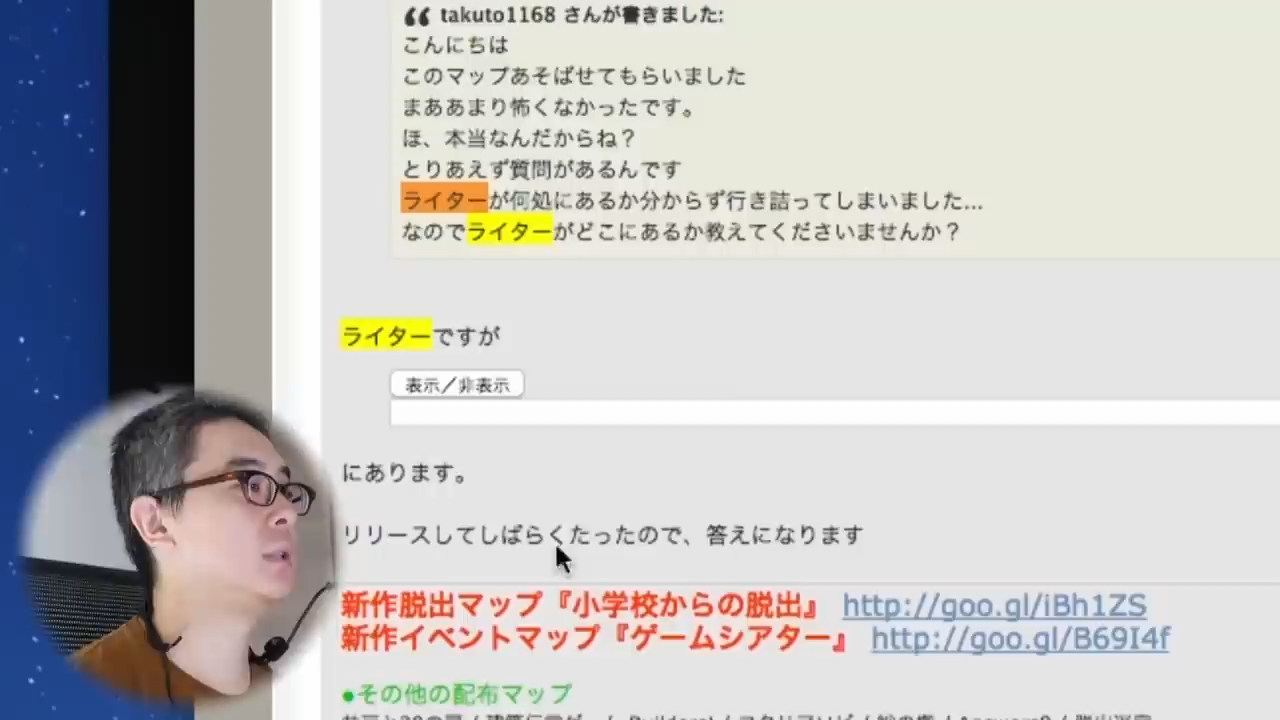 takuto1168 さんが書きました:
こんにちは
このマップあそばせてもらいました
まああまり怖くなかったです。
ほ、本当なんだからね？
とりあえず質問があるんです
ライターが何処にあるか分からず行き詰ってしまいました...
なのでライターがどこにあるか教えてくださいませんか？
ライターですが
表示／非表示
にあります。
リリースしてしばらくたったので、答えになります
新作脱出マップ『小学校からの脱出』 http://goo.gl/iBh1ZS
新作イベントマップ『ゲームシアター』 http://goo.gl/B69I4f
●その他の配布マップ